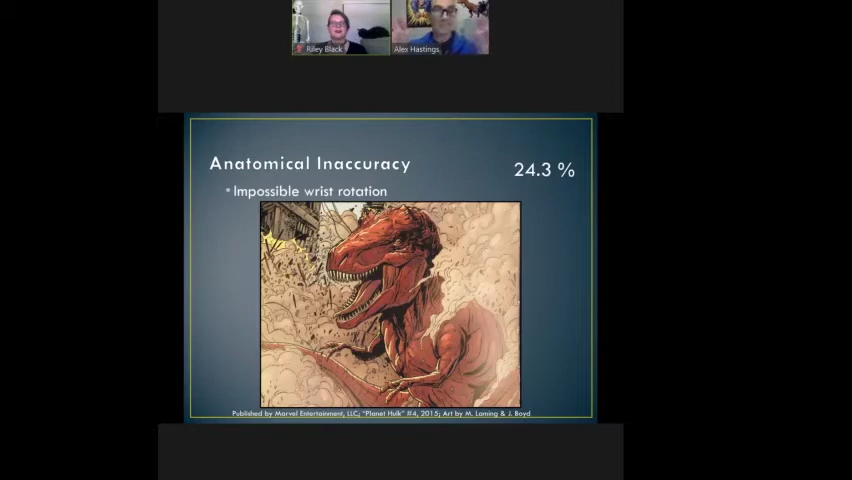 Riley Black
Alex Hastings
Anatomical Inaccuracy
24.3 %
Impossible wrist rotation
Published by Marvel Entertainment, LLC; "Planet Hulk" #4, 2015; Art by M. Laming & J. Boyd